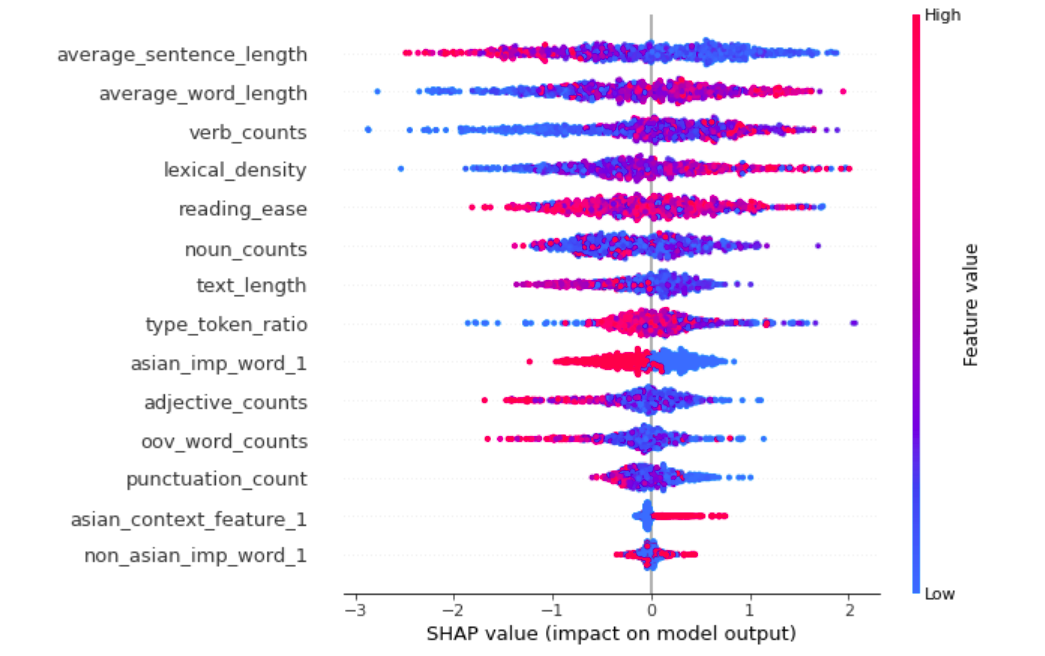 High
average_sentence_length
average_word_length
verb_counts
lexical_density
reading_ease
noun_counts
text_length
type_token_ratio
asian_imp_word_1
adjective_counts
oov_word_counts
punctuation_count
asian_context_feature_1
non_asian_imp_word_1
Feature value
Low
−3 −2 −1 0 1 2
SHAP value (impact on model output)